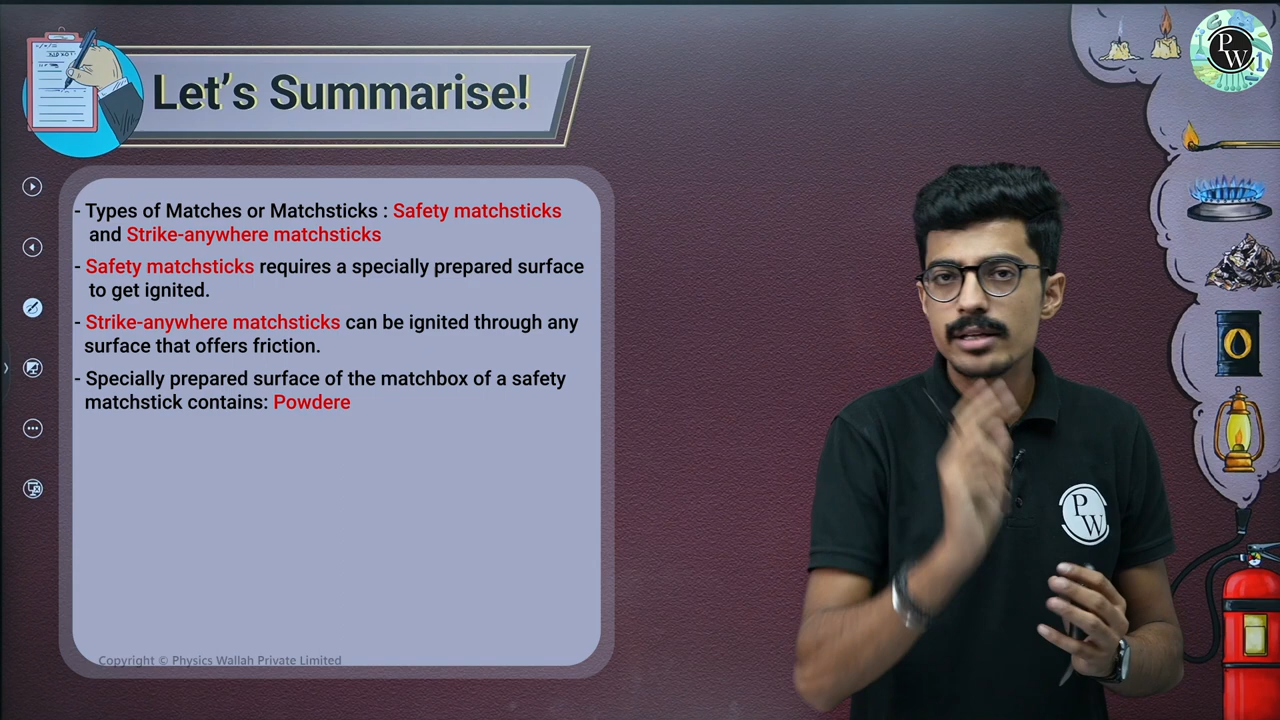 Let's Summarise!
- Types of Matches or Matchsticks : Safety matchsticks
and Strike-anywhere matchsticks
- Safety matchsticks requires a specially prepared surface
to get ignited.
- Strike-anywhere matchsticks can be ignited through any
surface that offers friction.
- Specially prepared surface of the matchbox of a safety
matchstick contains: Powdere
Copyright © Physics Wallah Private Limited
P
W
P
W